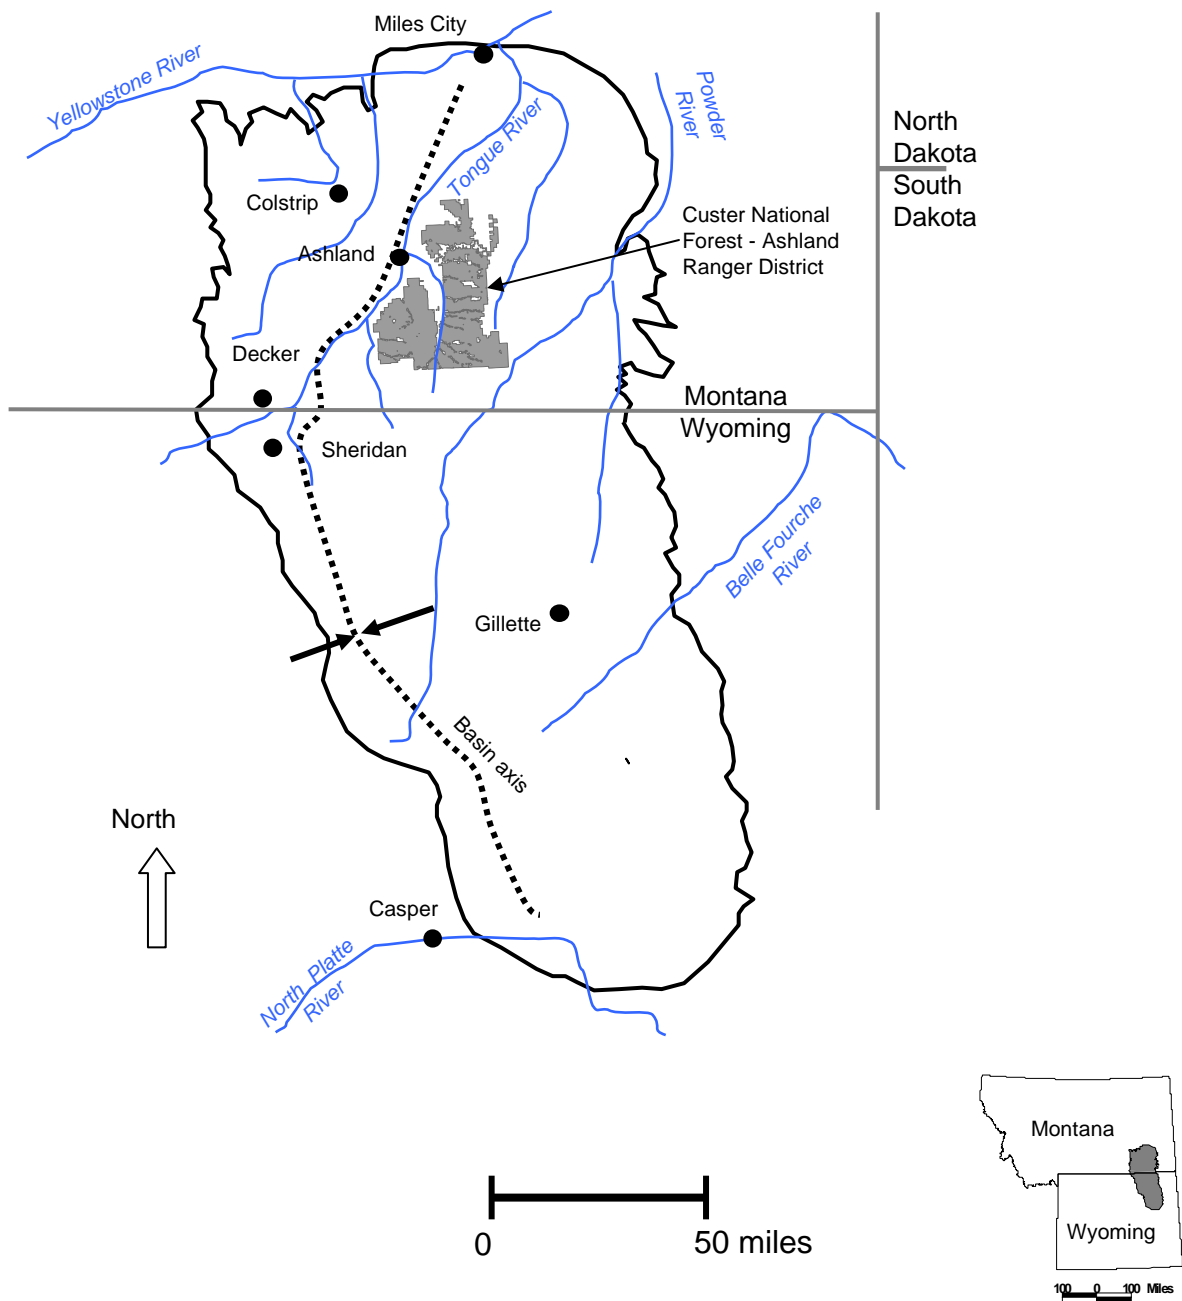 Miles City
Yellowstone River
Powder
River
North
Dakota
South
Dakota
Tongue River
Colstrip
Custer National
Forest - Ashland
Ranger District
Ashland
Decker
Montana
Wyoming
Sheridan
Belle Fourche
River
Gillette
Basin axis
North
Casper
North Platte
River
Montana
Wyoming
0
50 miles
100 0 100 Miles